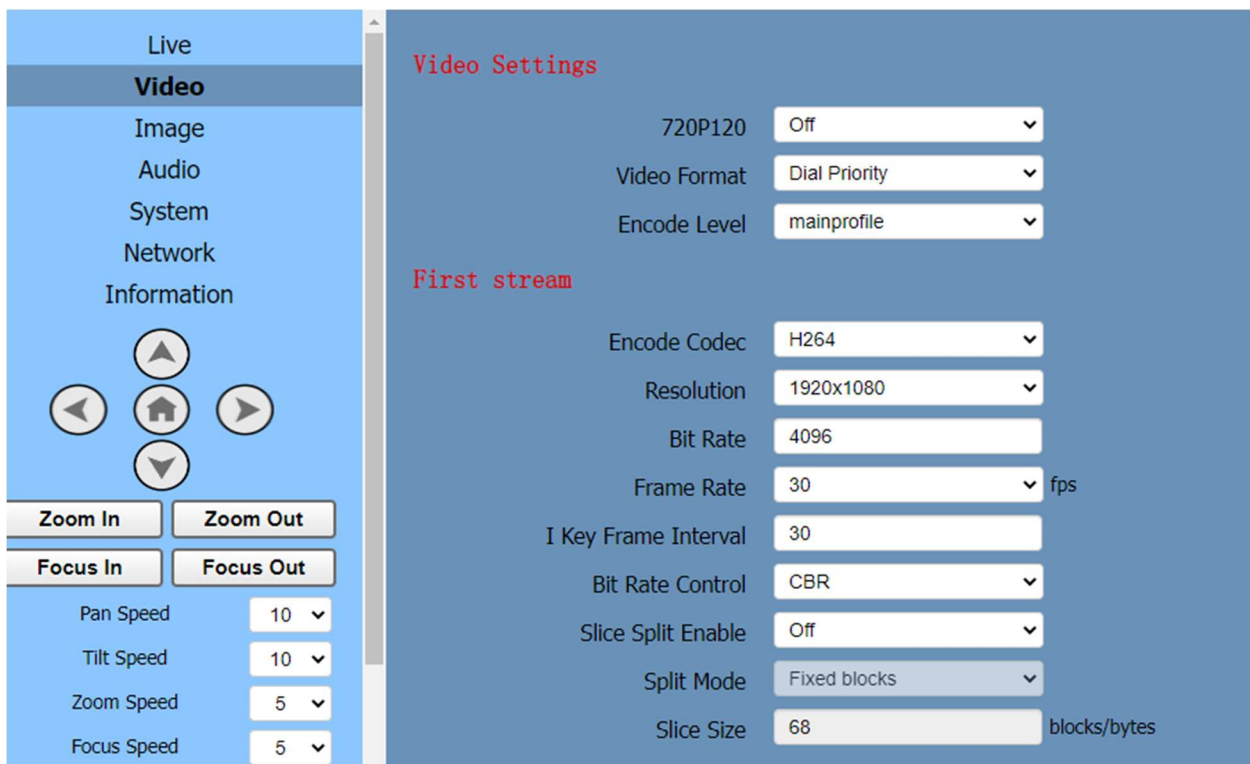 Live
Video
Image
Audio
System
Network
Information
Zoom In Zoom Out
Focus In Focus Out
Pan Speed 10
Tilt Speed 10
Zoom Speed 5
Focus Speed 5
Video Settings
720P120 Off
Video Format Dial Priority
Encode Level mainprofile
First stream
Encode Codec H264
Resolution 1920x1080
Bit Rate 4096
Frame Rate 30 fps
I Key Frame Interval 30
Bit Rate Control CBR
Slice Split Enable Off
Split Mode Fixed blocks
Slice Size 68 blocks/bytes